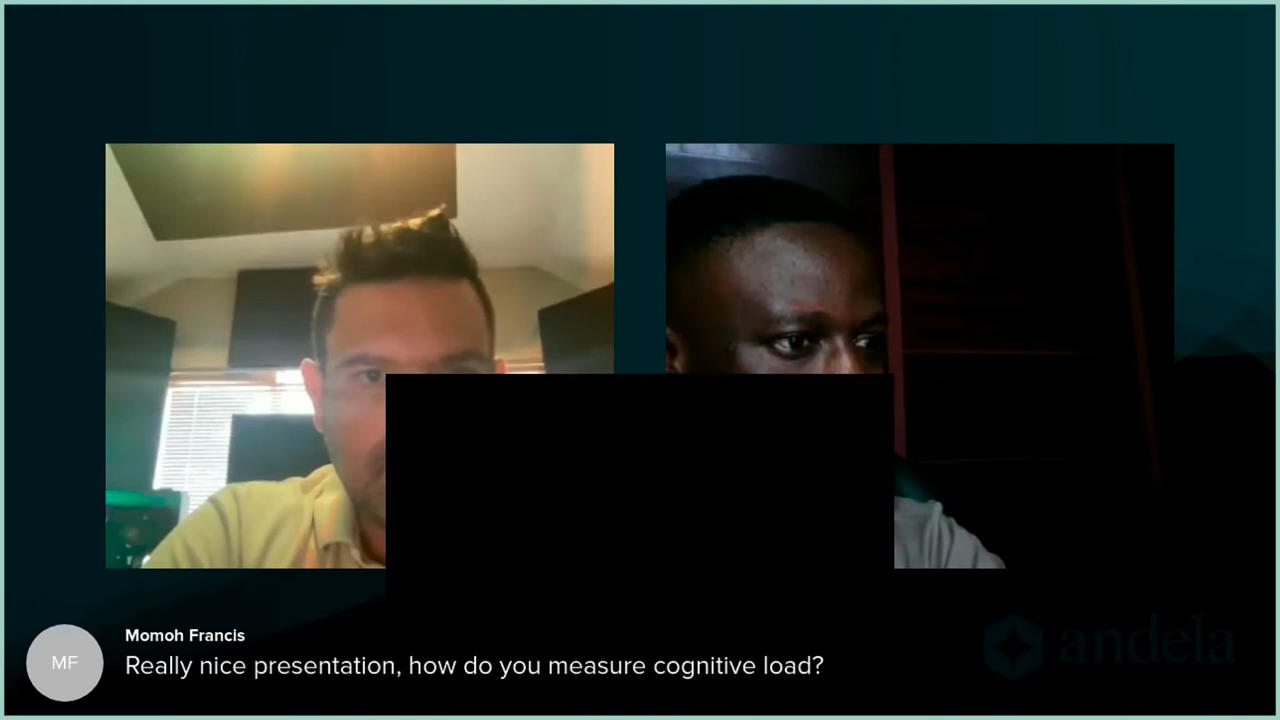 MF
Momoh Francis
Really nice presentation, how do you measure cognitive load?
andela